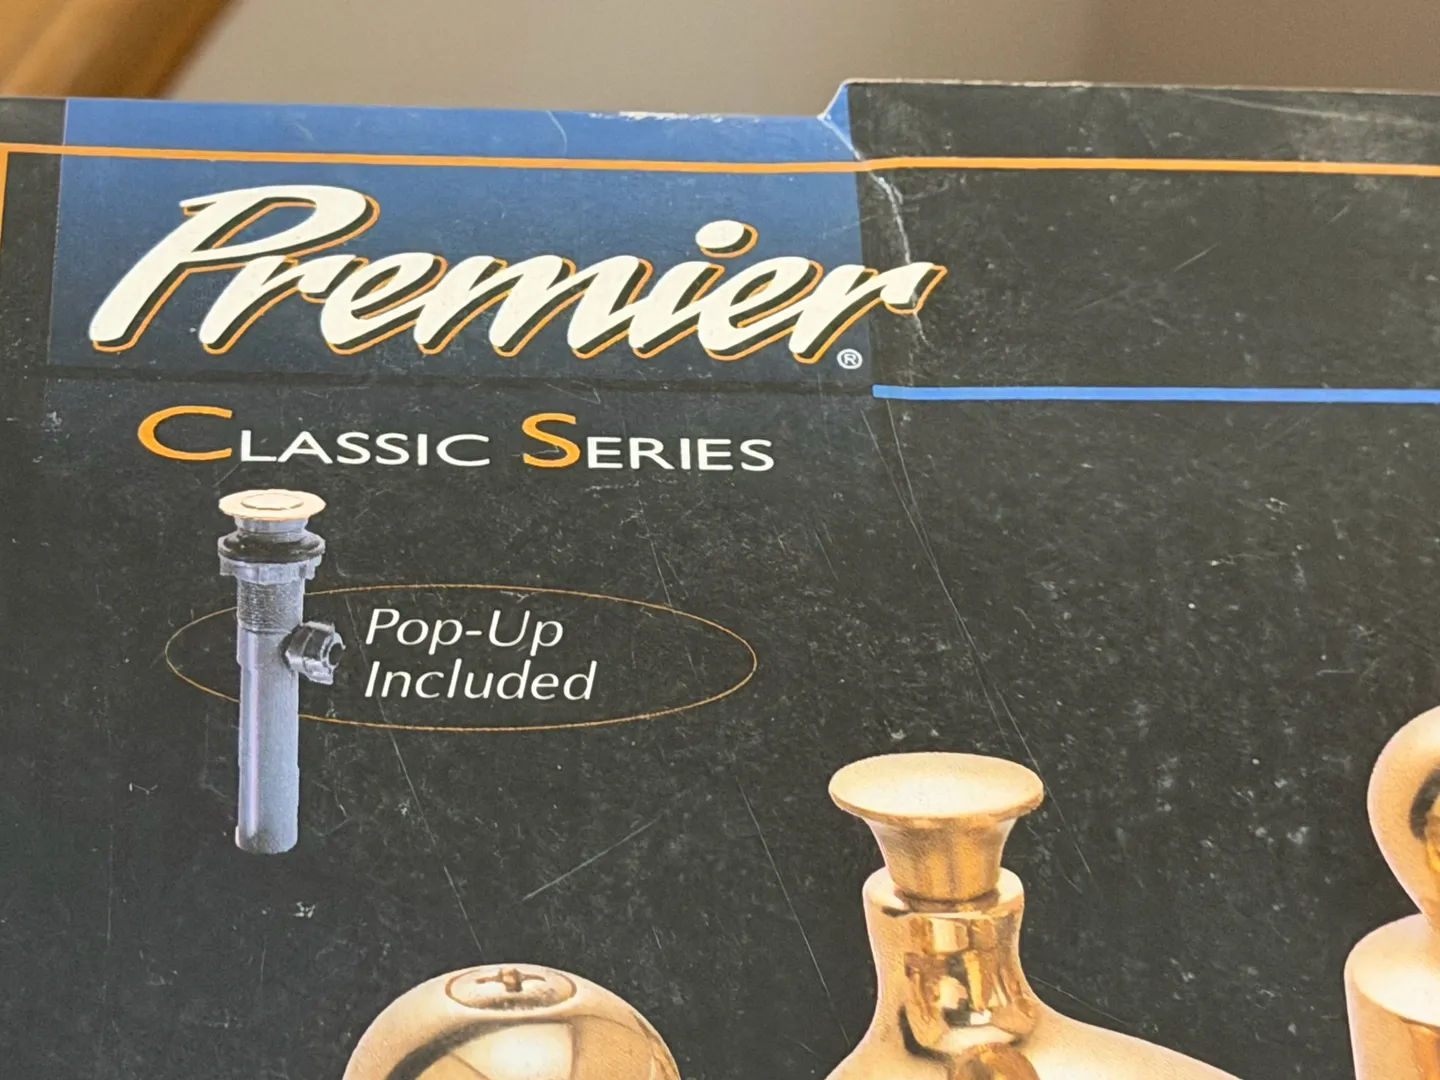 Premier®
CLASSIC SERIES
Pop-Up
Included